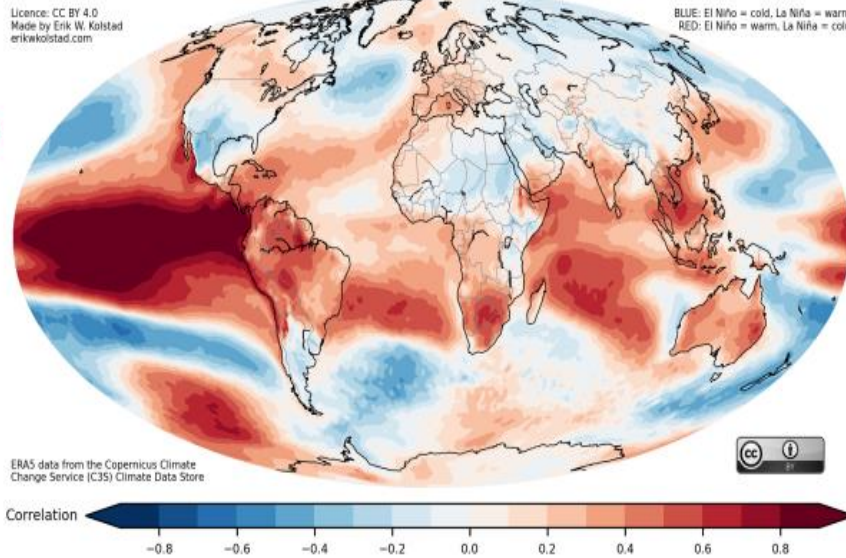 Licence: CC BY 4.0
Made by Erik W. Kolstad
erikwkolstad.com
BLUE: El Niño = cold, La Niña = warm
RED: El Niño = warm, La Niña = cold
ERA5 data from the Copernicus Climate
Change Service (C3S) Climate Data Store
cc
BY
Correlation
−0.8 −0.6 −0.4 −0.2 0.0 0.2 0.4 0.6 0.8